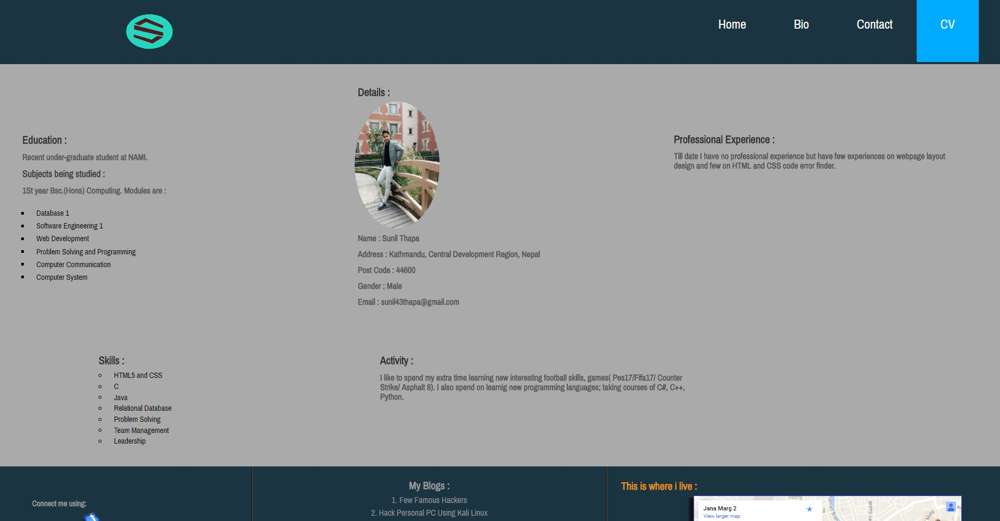 Home
Bio
Contact
CV
Details :
Education :
Recent under-graduate student at NAMI.
Subjects being studied :
1St year Bsc.(Hons) Computing. Modules are :
Database 1
Software Engineering 1
Web Development
Problem Solving and Programming
Computer Communication
Computer System
Name : Sunil Thapa
Address : Kathmandu, Central Development Region, Nepal
Post Code : 44600
Gender : Male
Email : sunil43thapa@gmail.com
Professional Experience :
Till date I have no professional experience but have few experiences on webpage layout
design and few on HTML and CSS code error finder.
Skills :
HTML5 and CSS
C
Java
Relational Database
Problem Solving
Team Management
Leadership
Activity :
I like to spend my extra time learning new interesting football skills, games( Pes17/Fifa17/ Counter
Strike/ Asphalt 8). I also spend on learnig new programming languages; taking courses of C#, C++,
Python.
Connect me using:
My Blogs :
1. Few Famous Hackers
2. Hack Personal PC Using Kali Linux
This is where i live :
Jana Marg 2
View larger map
Sadak
Marg